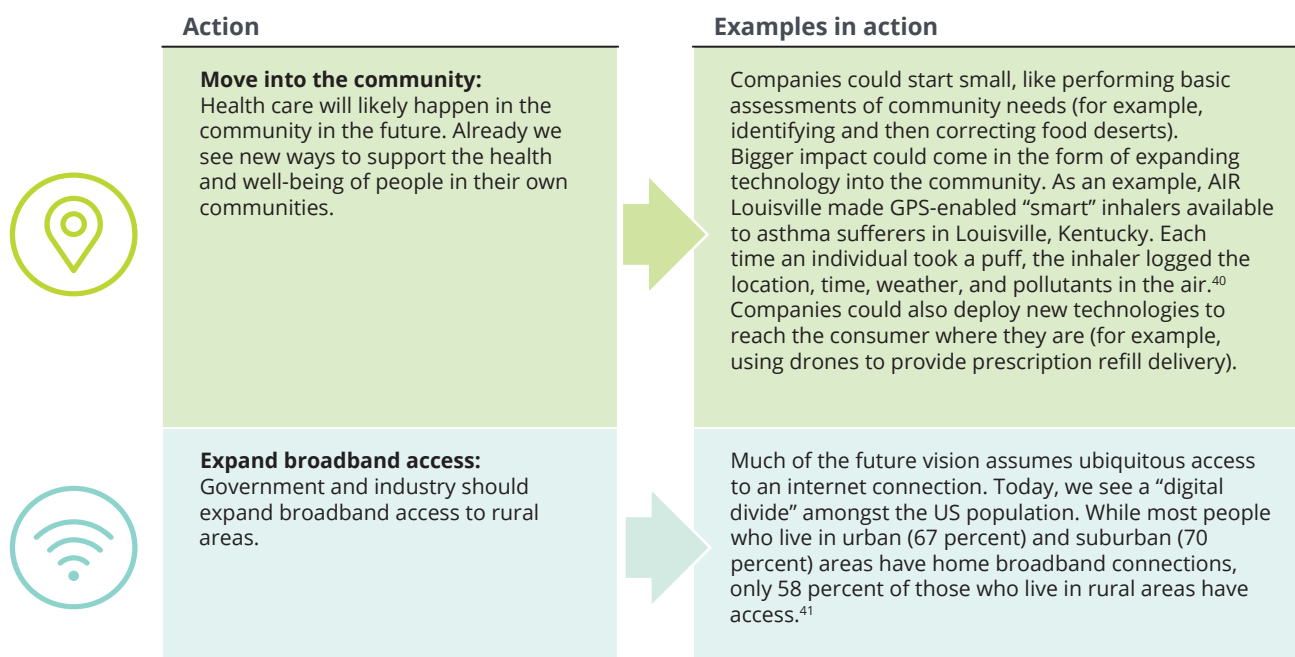 Action
Examples in action
Move into the community:
Health care will likely happen in the
community in the future. Already we
see new ways to support the health
and well-being of people in their own
communities.
Companies could start small, like performing basic
assessments of community needs (for example,
identifying and then correcting food deserts).
Bigger impact could come in the form of expanding
technology into the community. As an example, AIR
Louisville made GPS-enabled “smart” inhalers available
to asthma sufferers in Louisville, Kentucky. Each
time an individual took a puff, the inhaler logged the
location, time, weather, and pollutants in the air.⁴⁰
Companies could also deploy new technologies to
reach the consumer where they are (for example,
using drones to provide prescription refill delivery).
Expand broadband access:
Government and industry should
expand broadband access to rural
areas.
Much of the future vision assumes ubiquitous access
to an internet connection. Today, we see a “digital
divide” amongst the US population. While most people
who live in urban (67 percent) and suburban (70
percent) areas have home broadband connections,
only 58 percent of those who live in rural areas have
access.⁴¹